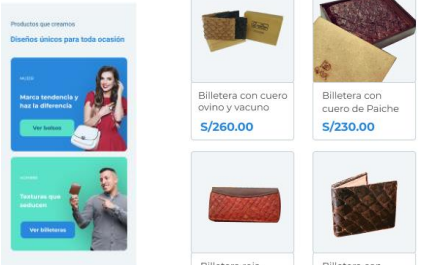 Productos que creamos
Diseños únicos para toda ocasión
MUJER
Marca tendencia y
haz la diferencia
Ver bolsos
Texturas que
seducen
Ver billeteras
Billetera con cuero
ovino y vacuno
S/260.00
Billetera con
cuero de Paiche
S/230.00